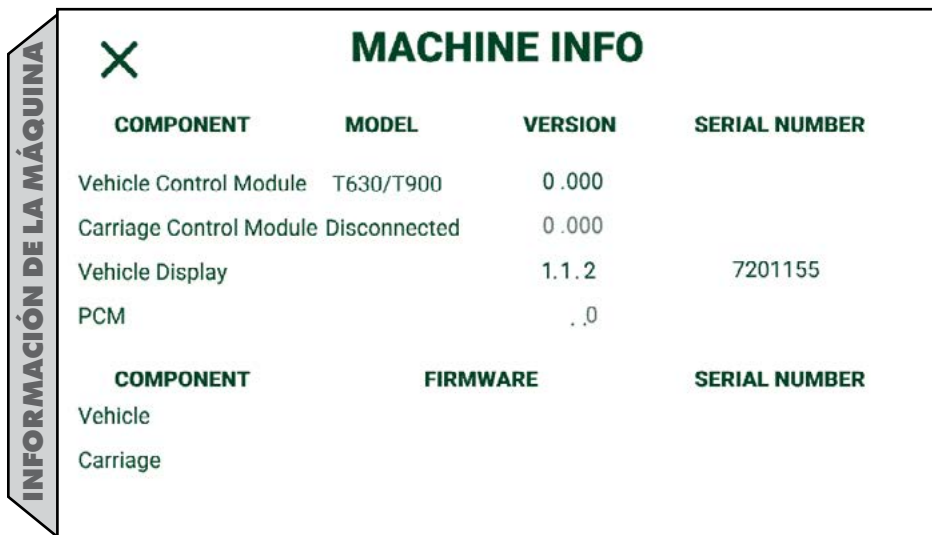 INFORMACIÓN DE LA MÁQUINA
MACHINE INFO
COMPONENT MODEL VERSION SERIAL NUMBER
Vehicle Control Module T630/T900 0 .000
Carriage Control Module Disconnected 0 .000
Vehicle Display 1.1.2 7201155
PCM . .0
COMPONENT FIRMWARE SERIAL NUMBER
Vehicle
Carriage